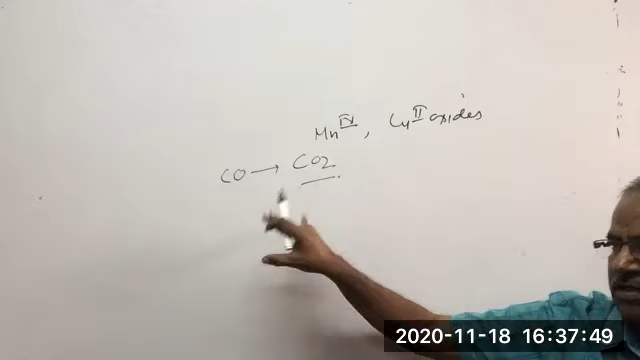 Mn^IV, Cu^II oxides
CO → CO2
2020-11-18 16:37:49